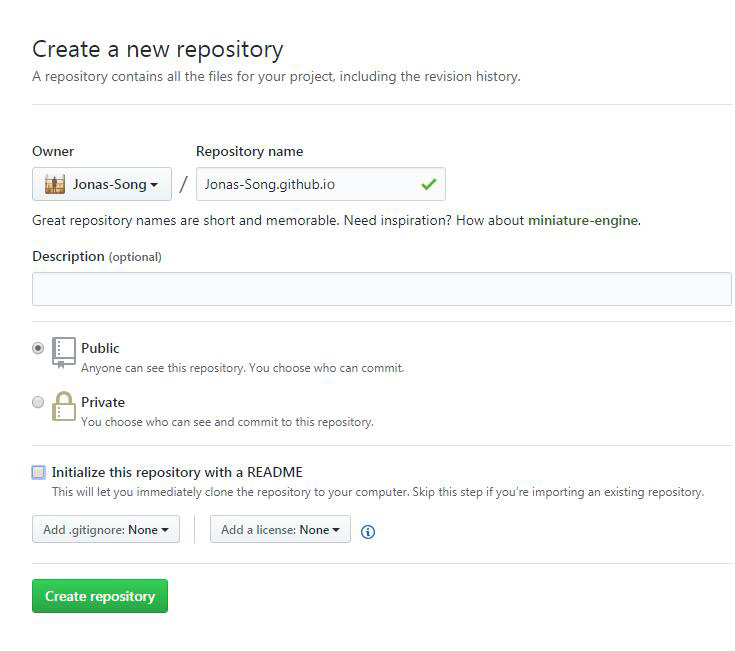 Create a new repository
A repository contains all the files for your project, including the revision history.
Owner
Repository name
Jonas-Song / Jonas-Song.github.io
Great repository names are short and memorable. Need inspiration? How about miniature-engine.
Description (optional)
Public
Anyone can see this repository. You choose who can commit.
Private
You choose who can see and commit to this repository.
Initialize this repository with a README
This will let you immediately clone the repository to your computer. Skip this step if you’re importing an existing repository.
Add .gitignore: None
Add a license: None
Create repository